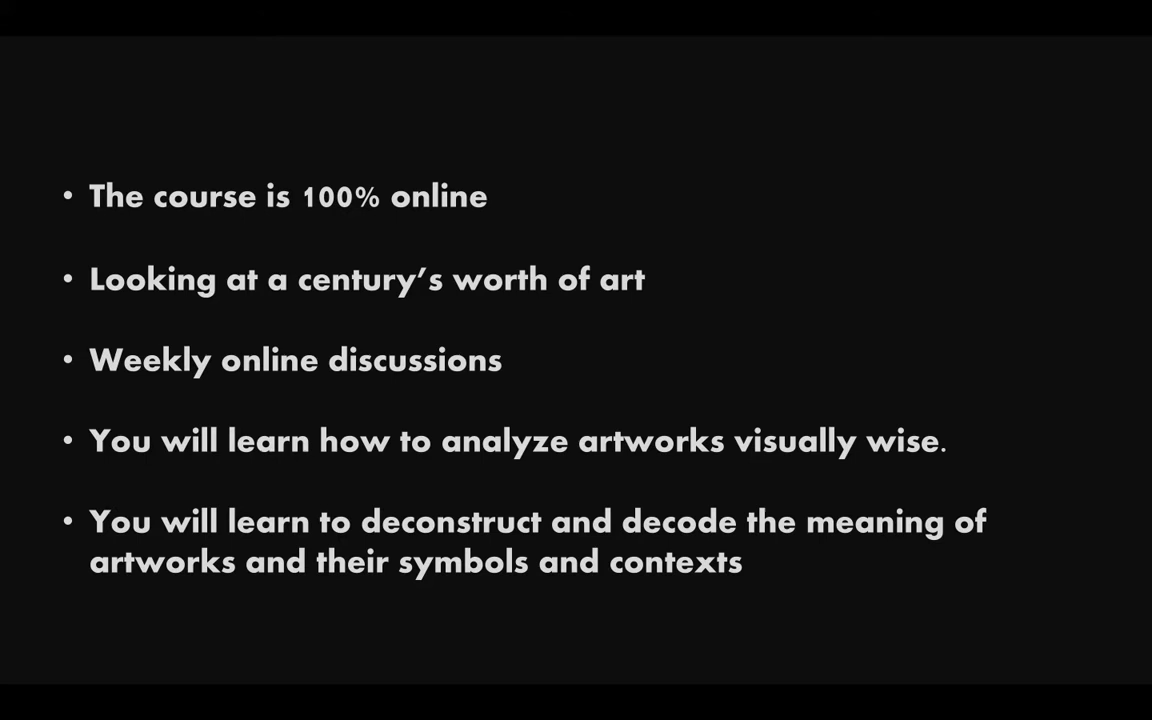 • The course is 100% online
• Looking at a century’s worth of art
• Weekly online discussions
• You will learn how to analyze artworks visually wise.
• You will learn to deconstruct and decode the meaning of
artworks and their symbols and contexts